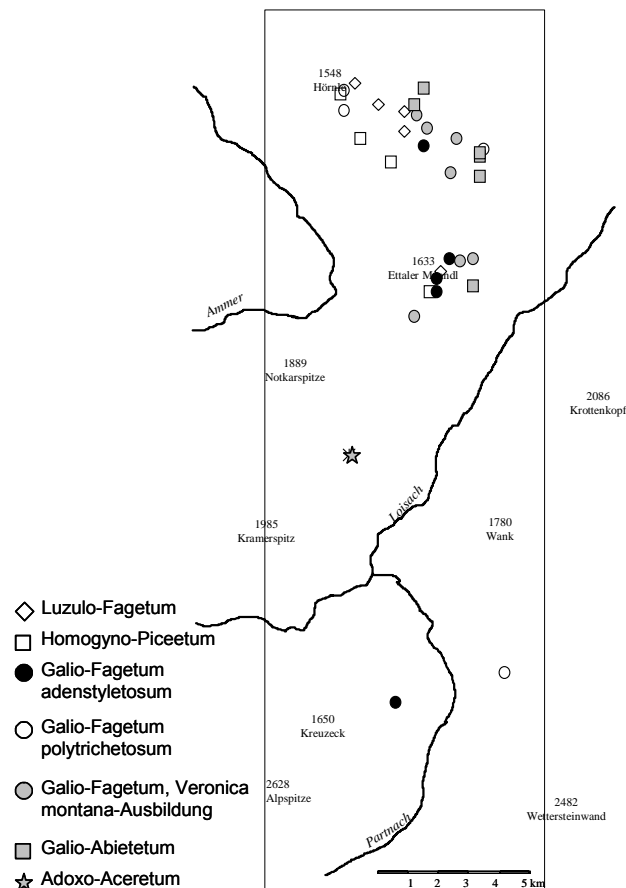 1548
Hörnle
1633
Ettaler Mandl
Ammer
1889
Notkarspitze
2086
Krottenkopf
Loisach
1985
Kramerspitz
1780
Wank
Luzulo-Fagetum
Homogyno-Piceetum
Galio-Fagetum
adenstyletosum
Galio-Fagetum
polytrichetosum
Galio-Fagetum, Veronica
montana-Ausbildung
Galio-Abietetum
Adoxo-Aceretum
1650
Kreuzeck
2628
Alpspitze
2482
Wettersteinwand
Partnach
1 2 3 4 5 km